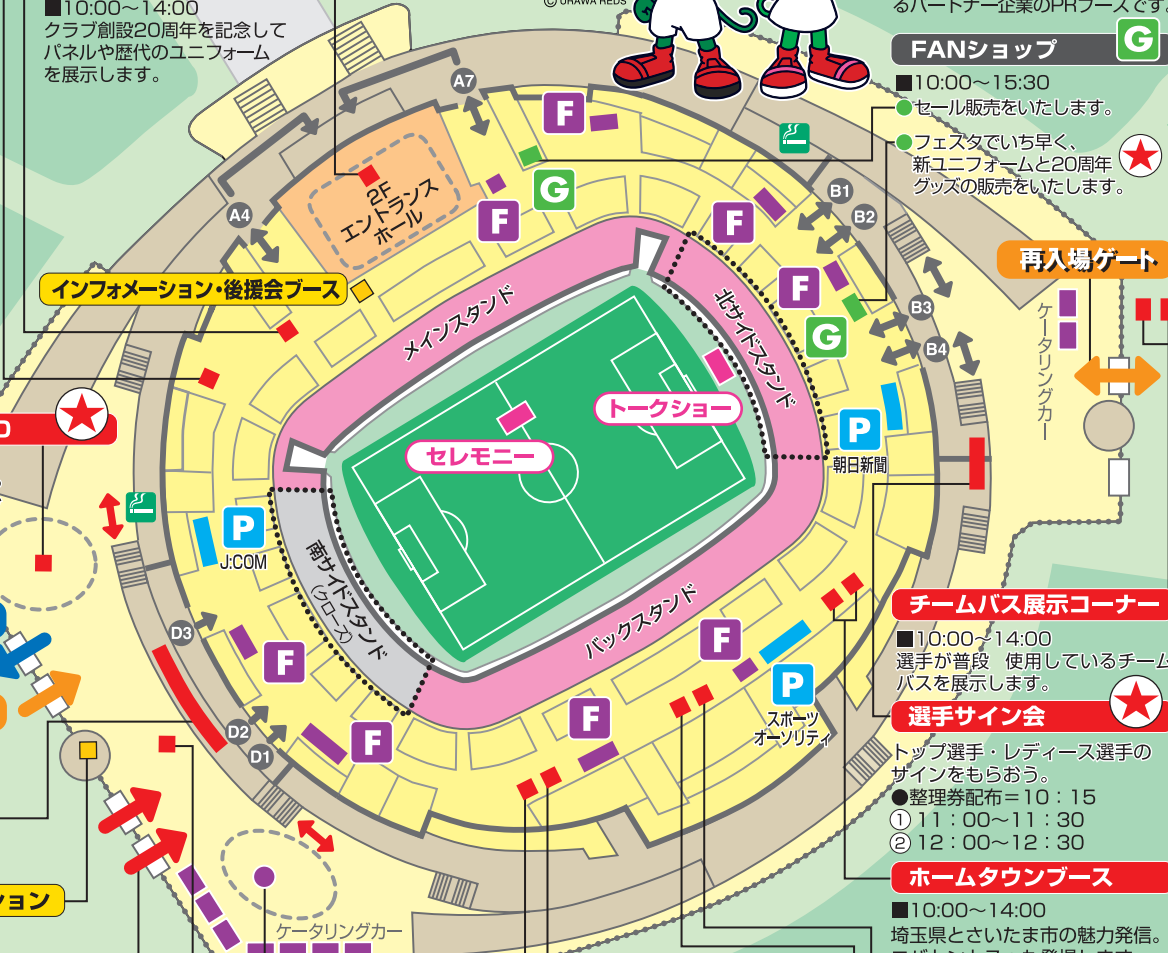 ■10:00〜14:00
クラブ創設20周年を記念して
パネルや歴代のユニフォーム
を展示します。
© URAWA REDS
るパートナー企業のPRブースです。
FANショップ
G
■10:00〜15:30
●セール販売をいたします。
●フェスタでいち早く、
新ユニフォームと20周年
グッズの販売をいたします。
A7
F
G
F
2F
エントランス
ホール
A4
F
B1
B2
F
G
B3
B4
再入場ゲート
ケータリングカー
インフォメーション・後援会ブース
メインスタンド
北サイドスタンド
トークショー
セレモニー
P
朝日新聞
P
J:COM
南サイドスタンド
(クローズ)
バックスタンド
D3
F
F
D2
D1
F
F
P
スポーツ
オーソリティ
チームバス展示コーナー
■10:00〜14:00
選手が普段 使用しているチーム
バスを展示します。
選手サイン会
トップ選手・レディース選手の
サインをもらおう。
●整理券配布=10:15
① 11:00〜11:30
② 12:00〜12:30
ホームタウンブース
■10:00〜14:00
埼玉県とさいたま市の魅力発信。
ション
ケータリングカー